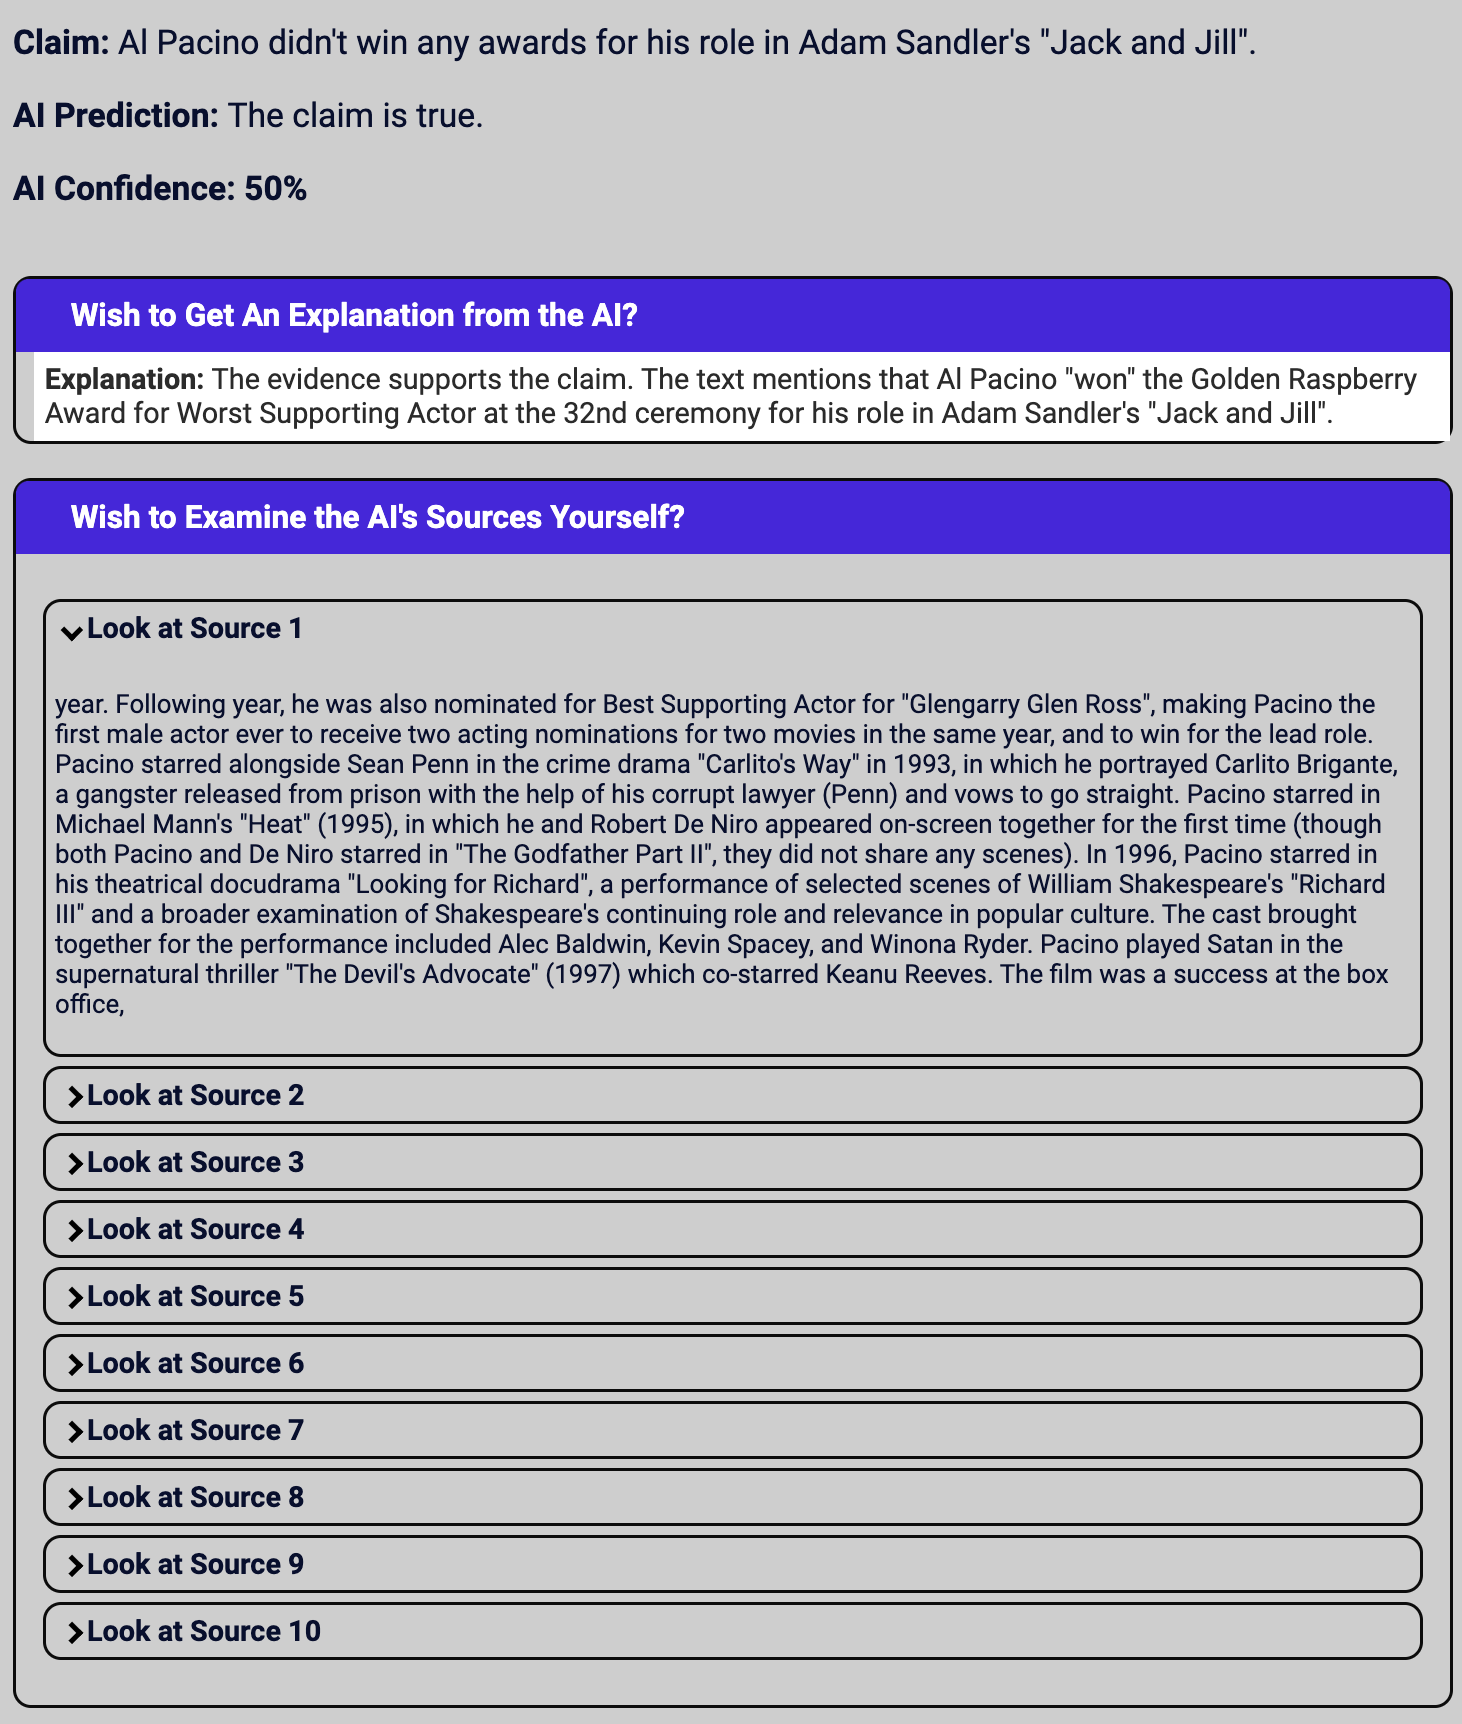 Claim: Al Pacino didn't win any awards for his role in Adam Sandler's "Jack and Jill".
AI Prediction: The claim is true.
AI Confidence: 50%
Wish to Get An Explanation from the AI?
Explanation: The evidence supports the claim. The text mentions that Al Pacino "won" the Golden Raspberry
Award for Worst Supporting Actor at the 32nd ceremony for his role in Adam Sandler's "Jack and Jill".
Wish to Examine the AI's Sources Yourself?
Look at Source 1
year. Following year, he was also nominated for Best Supporting Actor for "Glengarry Glen Ross", making Pacino the
first male actor ever to receive two acting nominations for two movies in the same year, and to win for the lead role.
Pacino starred alongside Sean Penn in the crime drama "Carlito's Way" in 1993, in which he portrayed Carlito Brigante,
a gangster released from prison with the help of his corrupt lawyer (Penn) and vows to go straight. Pacino starred in
Michael Mann's "Heat" (1995), in which he and Robert De Niro appeared on-screen together for the first time (though
both Pacino and De Niro starred in "The Godfather Part II", they did not share any scenes). In 1996, Pacino starred in
his theatrical docudrama "Looking for Richard", a performance of selected scenes of William Shakespeare's "Richard
III" and a broader examination of Shakespeare's continuing role and relevance in popular culture. The cast brought
together for the performance included Alec Baldwin, Kevin Spacey, and Winona Ryder. Pacino played Satan in the
supernatural thriller "The Devil's Advocate" (1997) which co-starred Keanu Reeves. The film was a success at the box
office,
Look at Source 2
Look at Source 3
Look at Source 4
Look at Source 5
Look at Source 6
Look at Source 7
Look at Source 8
Look at Source 9
Look at Source 10